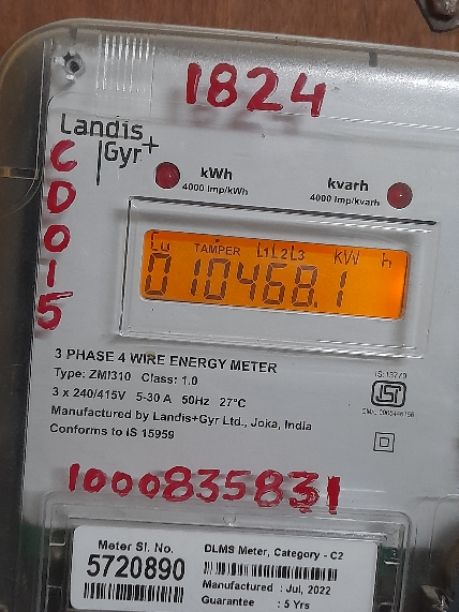 1824
Landis
|Gyr+
C
D
0
1
5
kWh
4000 Imp/kWh
kvarh
4000 Imp/kvarh
Cu TAMPER L1L2L3 KW h
010468.1
3 PHASE 4 WIRE ENERGY METER
Type: ZMI310 Class: 1.0
3 x 240/415V 5-30 A 50Hz 27°C
Manufactured by Landis+Gyr Ltd., Joka, India
Conforms to IS 15959
ISI
1000835831
Meter Sl. No.
5720890
DLMS Meter, Category - C2
Manufactured : Jul, 2022
Guarantee : 5 Yrs